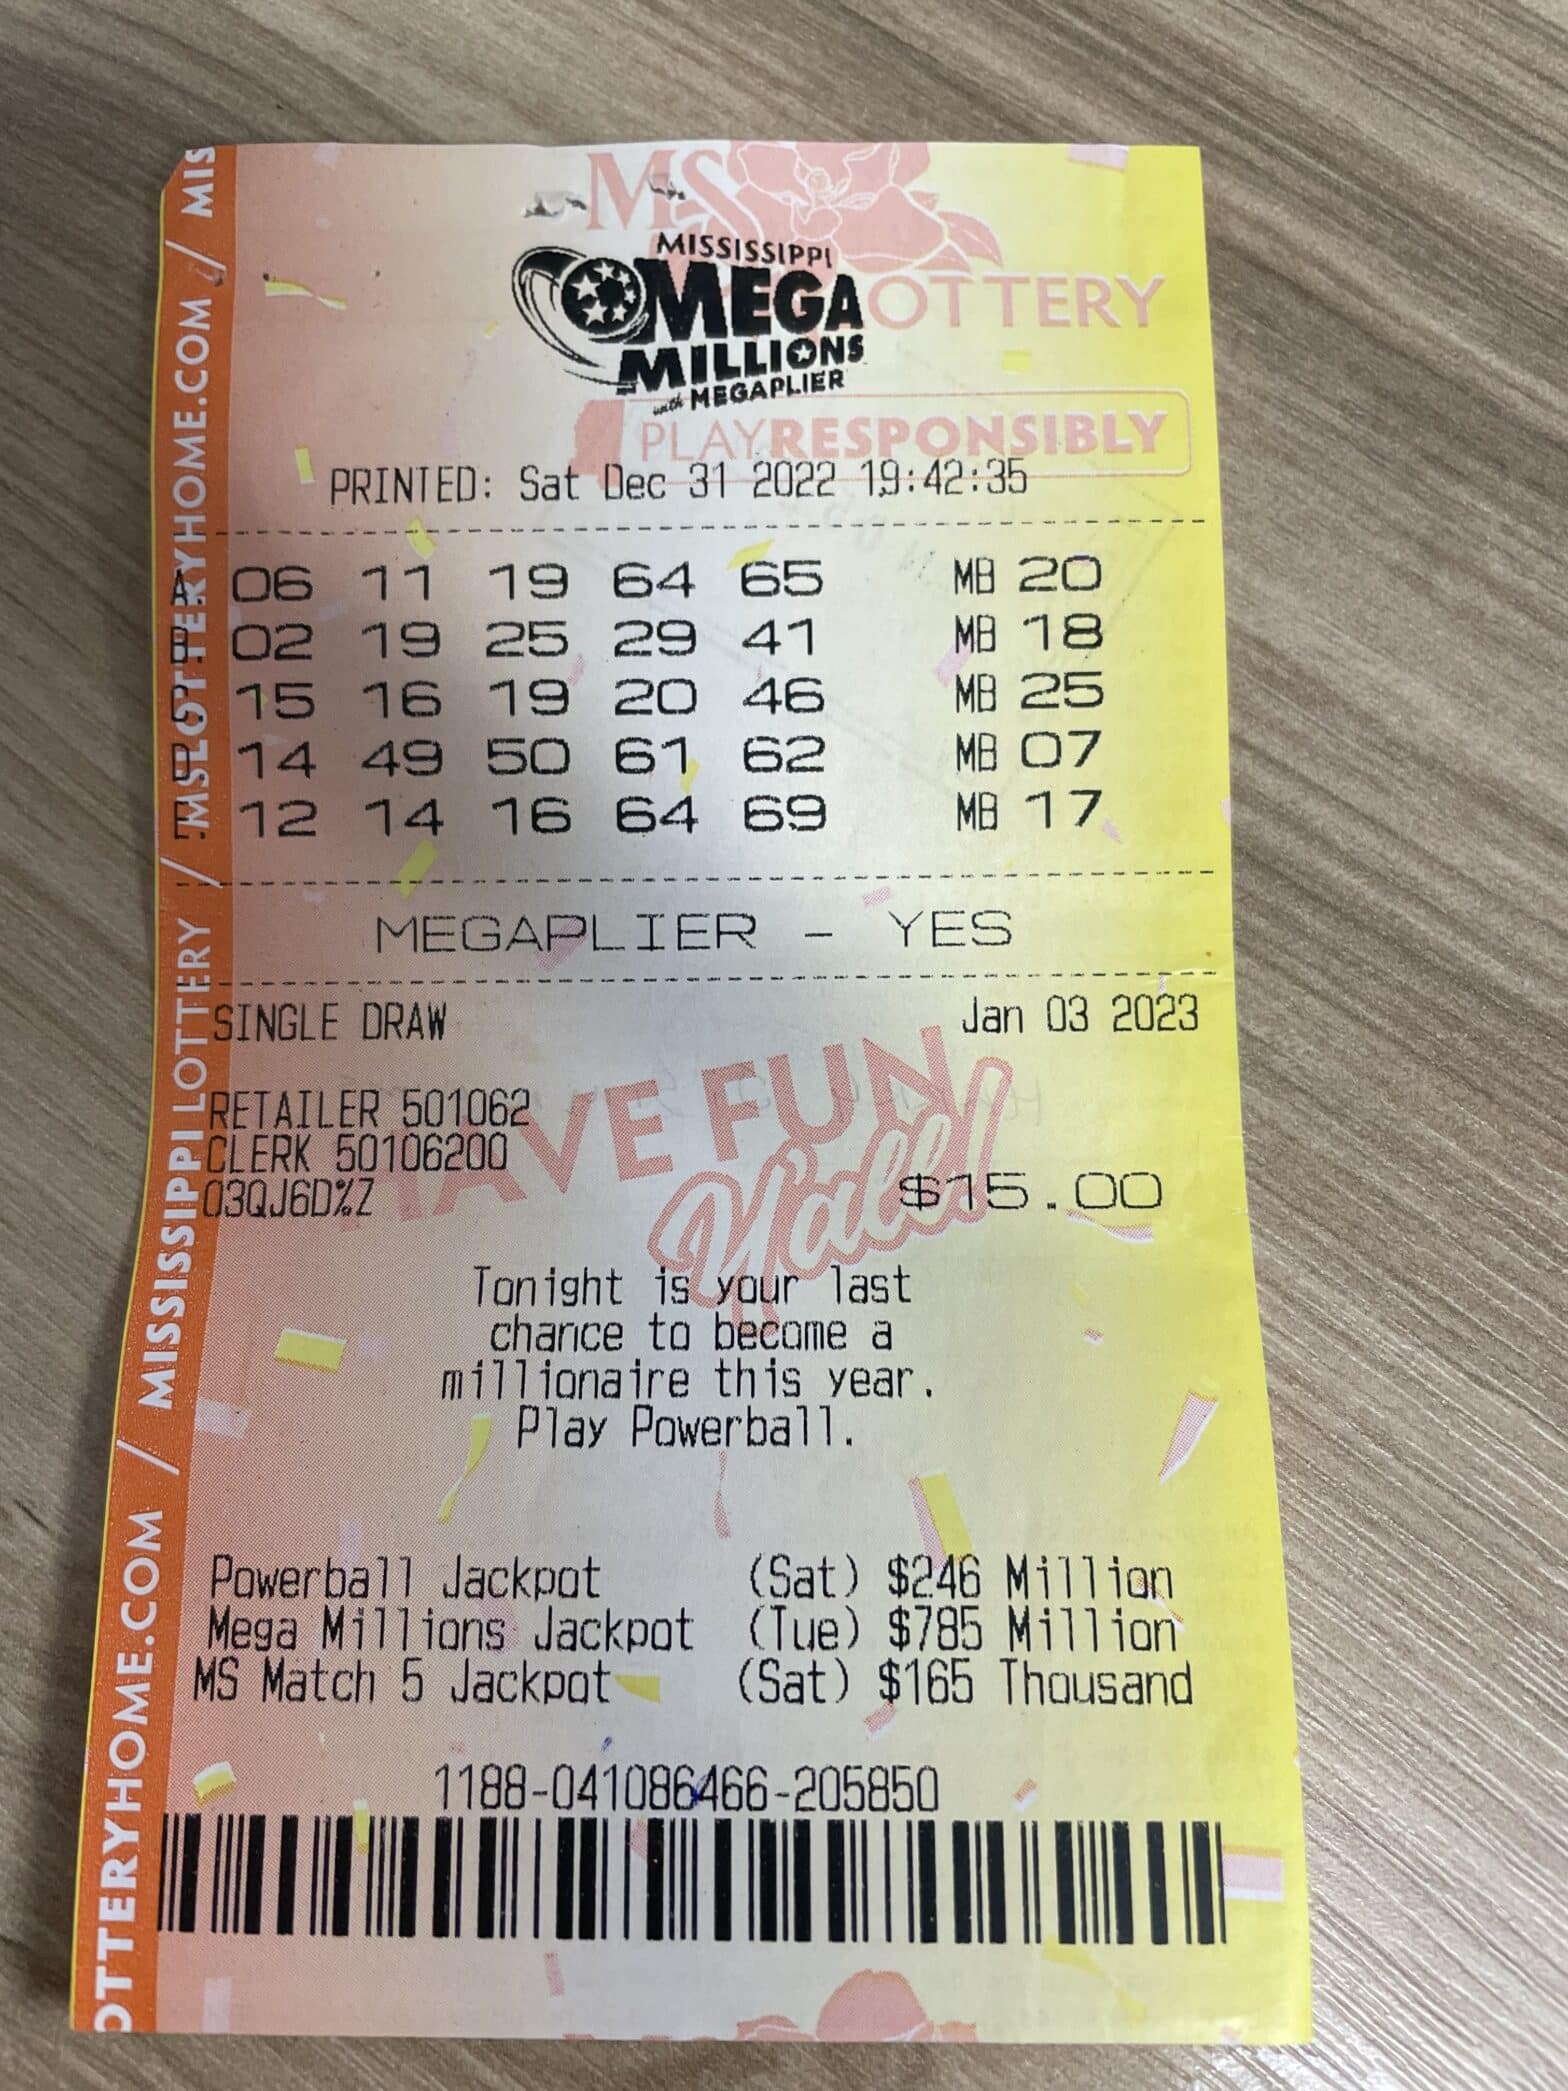 MS LOTTERY
MISSISSIPPI
MEGA
MILLIONS
with MEGAPLIER
PLAY RESPONSIBLY
PRINTED: Sat Dec 31 2022 19:42:35
A. 06 11 19 64 65 MB 20
B. 02 19 25 29 41 MB 18
C. 15 16 19 20 46 MB 25
D. 14 49 50 61 62 MB 07
E. 12 14 16 64 69 MB 17
MEGAPLIER - YES
SINGLE DRAW Jan 03 2023
RETAILER 501062
CLERK 50106200
03QJ6D%Z $15.00
HAVE FUN
Y'all!
Tonight is your last
chance to become a
millionaire this year.
Play Powerball.
Powerball Jackpot (Sat) $246 Million
Mega Millions Jackpot (Tue) $785 Million
MS Match 5 Jackpot (Sat) $165 Thousand
1188-041086466-205850
OTTERYHOME.COM / MISSISSIPPI LOTTERY / MSLOTTERYHOME.COM / MIS